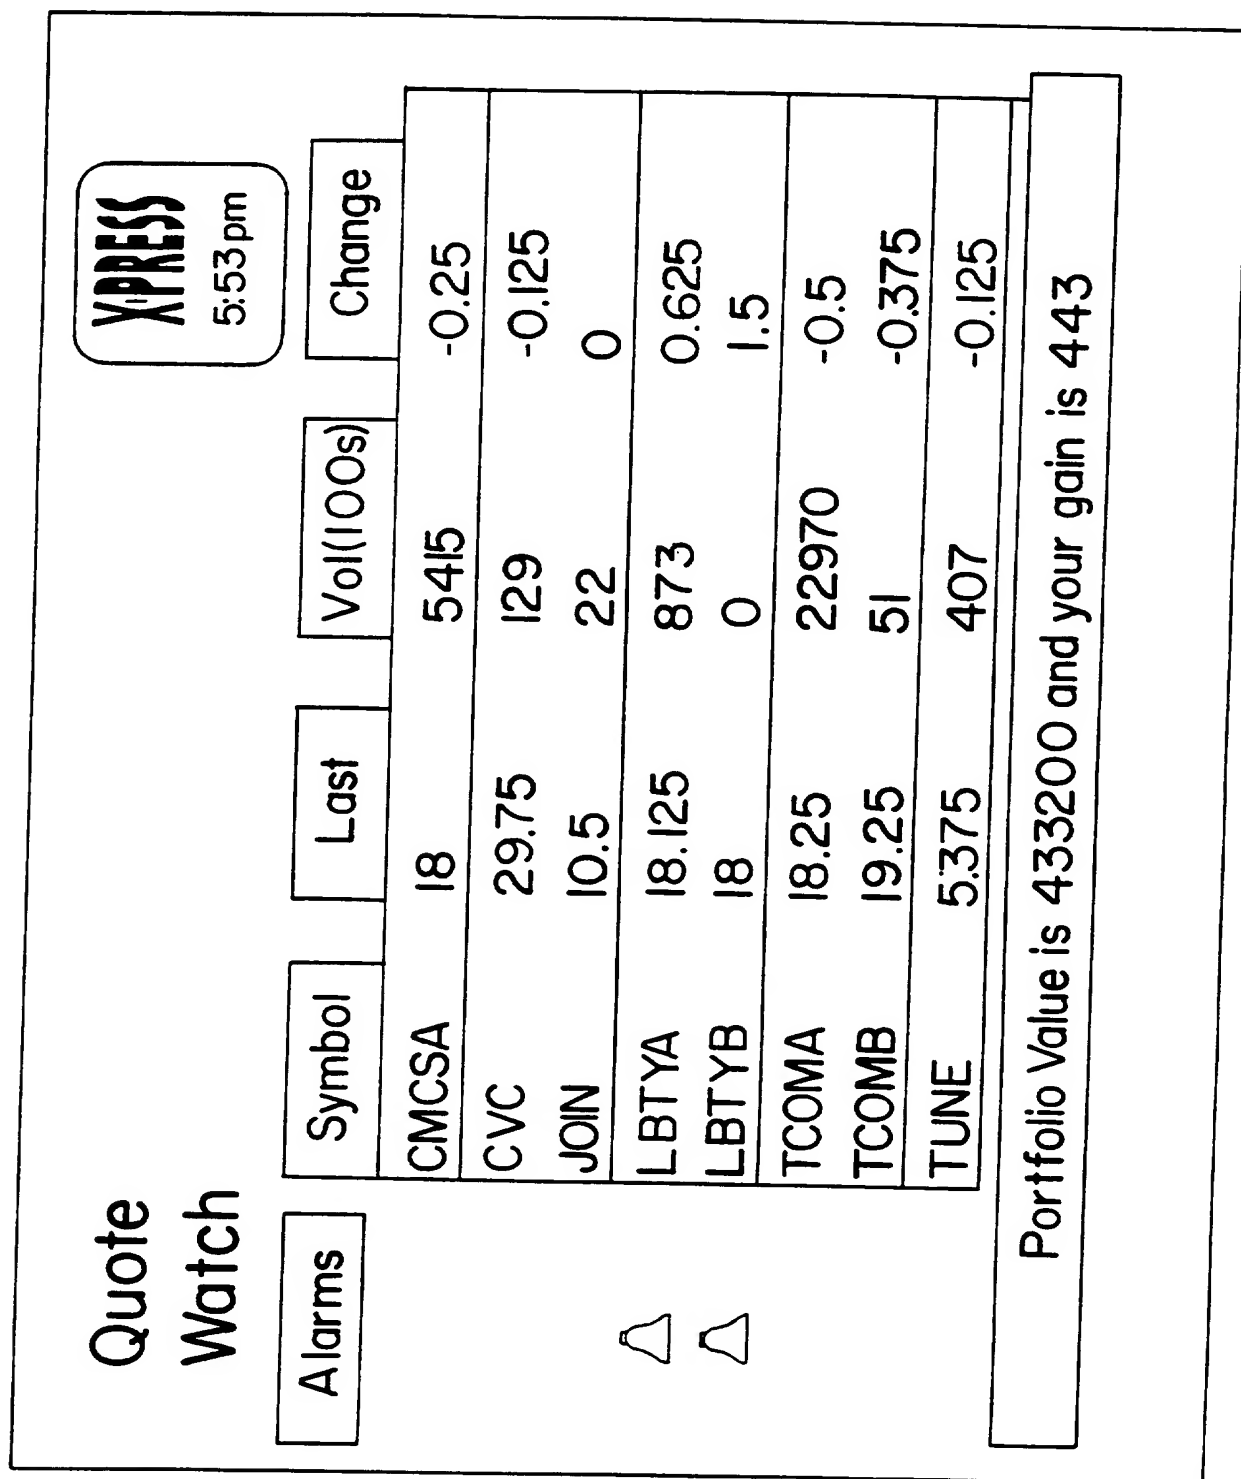 Quote
Watch
X·PRESS
5:53pm
Alarms Symbol Last Vol(100s) Change
CMCSA 18 5415 -0.25
CVC 29.75 129 -0.125
JOIN 10.5 22 0
LBTYA 18.125 873 0.625
LBTYB 18 0 1.5
TCOMA 18.25 22970 -0.5
TCOMB 19.25 51 -0.375
TUNE 5.375 407 -0.125
Portfolio Value is 433200 and your gain is 443